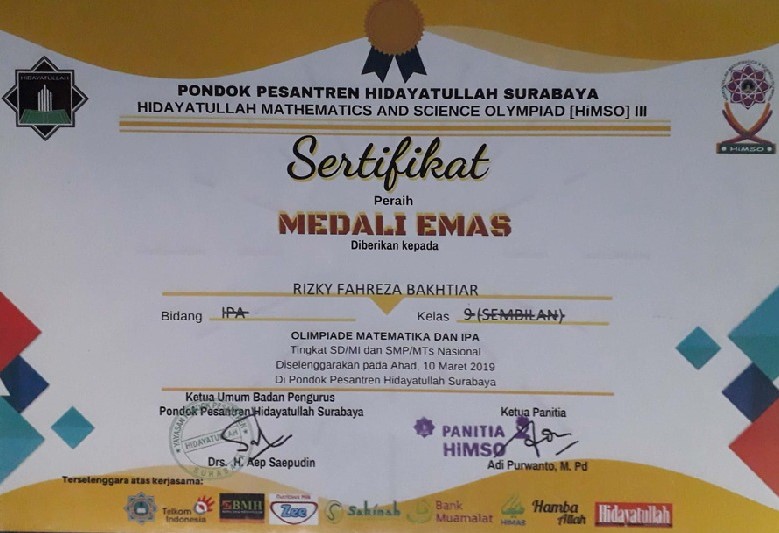 HIDAYATULLAH
PONDOK PESANTREN HIDAYATULLAH SURABAYA
HIDAYATULLAH MATHEMATICS AND SCIENCE OLYMPIAD [HiMSO] III
HIMSO
Sertifikat
Peraih
MEDALI EMAS
Diberikan kepada
RIZKY FAHREZA BAKHTIAR
Bidang IPA Kelas 9 (SEMBILAN)
OLIMPIADE MATEMATIKA DAN IPA
Tingkat SD/MI dan SMP/MTs Nasional
Diselenggarakan pada Ahad, 10 Maret 2019
Di Pondok Pesantren Hidayatullah Surabaya
Ketua Umum Badan Pengurus
Pondok Pesantren Hidayatullah Surabaya
HIDAYATULLAH
SURABAYA
Drs. H. Aep Saepudin
Ketua Panitia
PANITIA
HiMSO
Adi Purwanto, M. Pd
Terselenggara atas kerjasama:
Telkom
Indonesia
BMH
Zee
Sakinah
Bank
Muamalat
HIMAS
Hamba
Allah
Hidayatullah